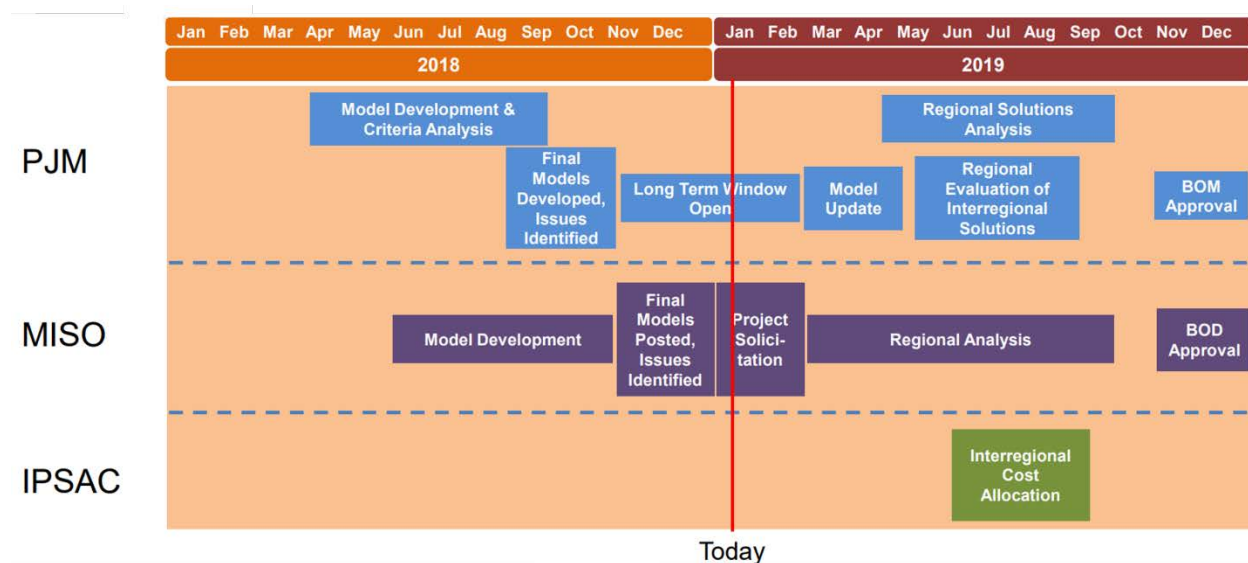 Jan Feb Mar Apr May Jun Jul Aug Sep Oct Nov Dec Jan Feb Mar Apr May Jun Jul Aug Sep Oct Nov Dec
2018 2019
PJM
Model Development &
Criteria Analysis
Final
Models
Developed,
Issues
Identified
Long Term Window
Open
Model
Update
Regional Solutions
Analysis
Regional
Evaluation of
Interregional
Solutions
BOM
Approval
MISO
Model Development
Final
Models
Posted,
Issues
Identified
Project
Solici-
tation
Regional Analysis
BOD
Approval
IPSAC
Interregional
Cost
Allocation
Today